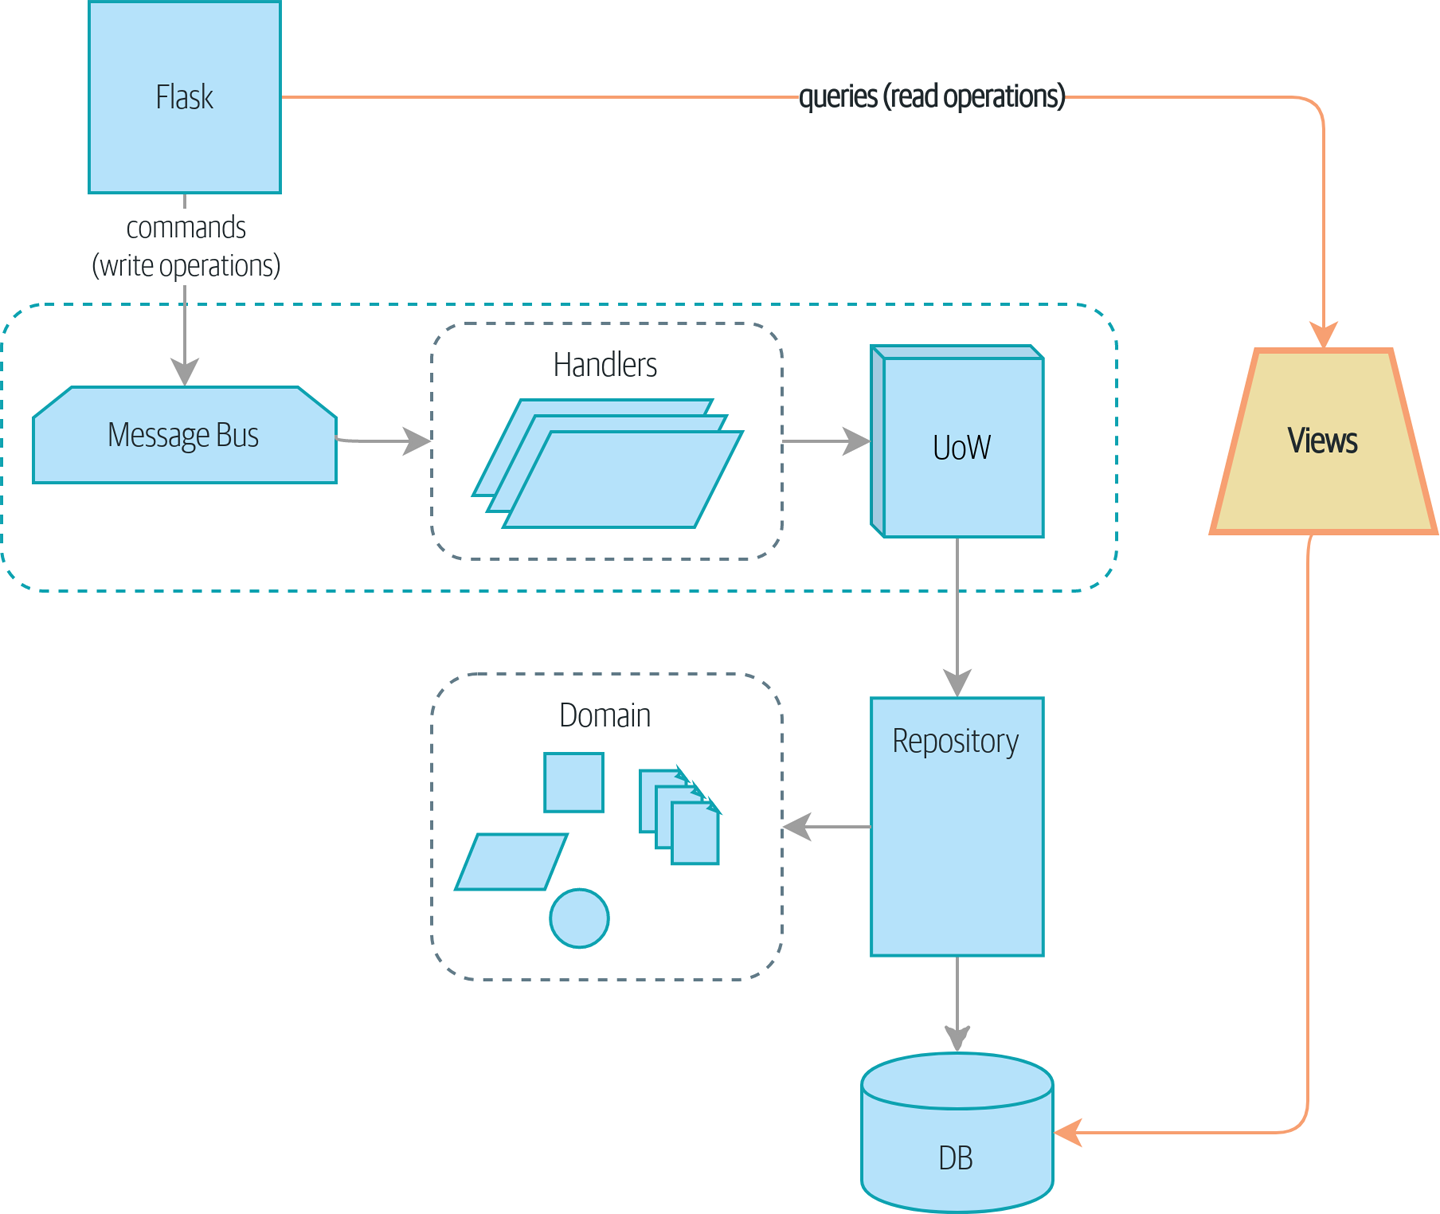 Flask
queries (read operations)
commands
(write operations)
Handlers
Message Bus
UoW
Views
Domain
Repository
DB